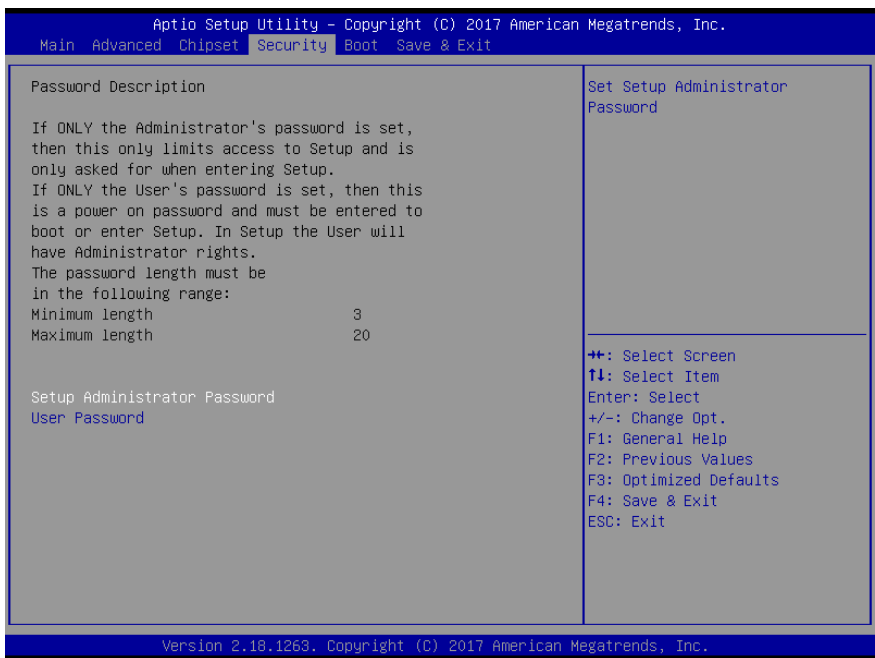 Aptio Setup Utility – Copyright (C) 2017 American Megatrends, Inc.
Main Advanced Chipset Security Boot Save & Exit
Password Description
If ONLY the Administrator's password is set,
then this only limits access to Setup and is
only asked for when entering Setup.
If ONLY the User's password is set, then this
is a power on password and must be entered to
boot or enter Setup. In Setup the User will
have Administrator rights.
The password length must be
in the following range:
Minimum length 3
Maximum length 20
Setup Administrator Password
User Password
Set Setup Administrator
Password
→←: Select Screen
↑↓: Select Item
Enter: Select
+/-: Change Opt.
F1: General Help
F2: Previous Values
F3: Optimized Defaults
F4: Save & Exit
ESC: Exit
Version 2.18.1263. Copyright (C) 2017 American Megatrends, Inc.